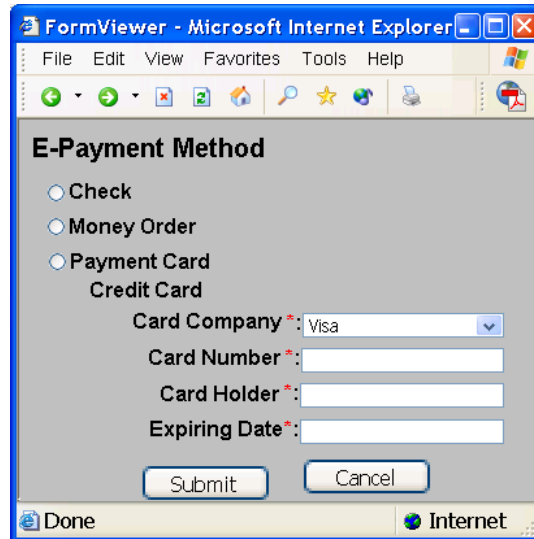 FormViewer - Microsoft Internet Explorer
File Edit View Favorites Tools Help
E-Payment Method
Check
Money Order
Payment Card
Credit Card
Card Company *: Visa
Card Number *:
Card Holder *:
Expiring Date*:
Submit Cancel
Done Internet